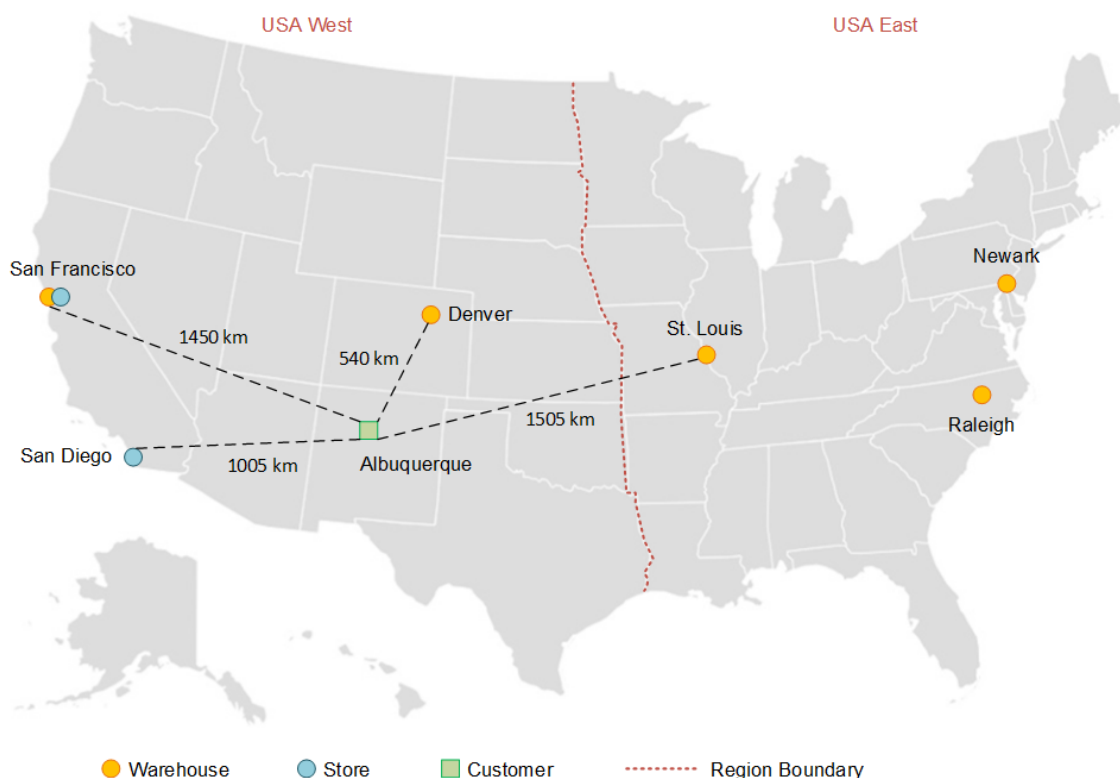 USA West
USA East
San Francisco
Newark
Denver
St. Louis
1450 km
540 km
1505 km
Raleigh
San Diego
1005 km
Albuquerque
Warehouse
Store
Customer
Region Boundary